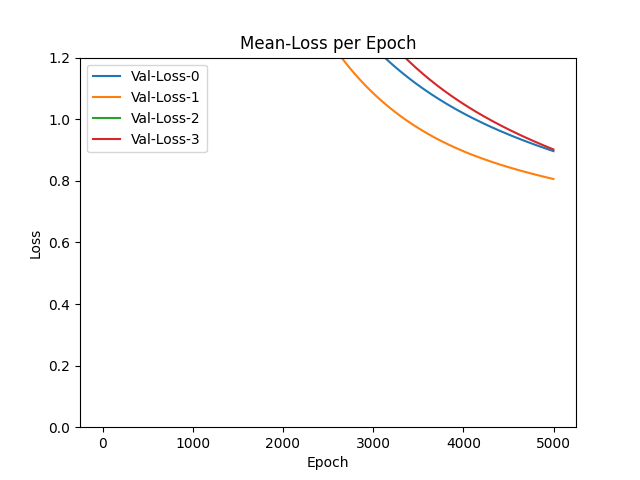 Mean-Loss per Epoch
1.2
1.0
0.8
0.6
0.4
0.2
0.0
Loss
Val-Loss-0
Val-Loss-1
Val-Loss-2
Val-Loss-3
0 1000 2000 3000 4000 5000
Epoch